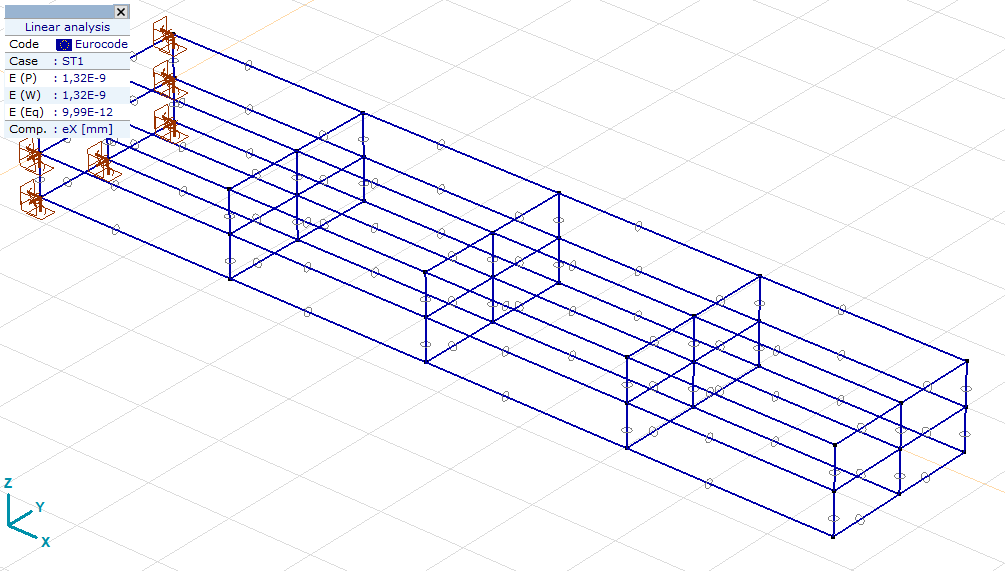 Linear analysis
Code Eurocode
Case : ST1
E (P) : 1,32E-9
E (W) : 1,32E-9
E (Eq) : 9,99E-12
Comp. : eX [mm]
Z
Y
X